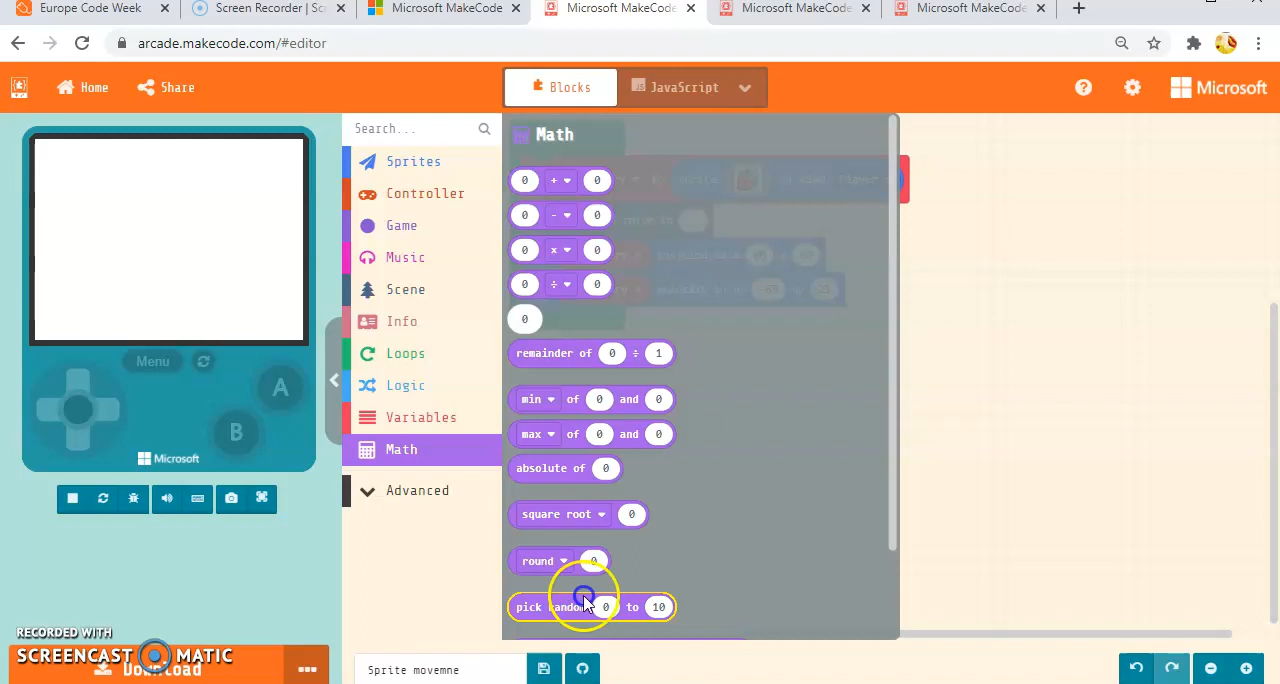 Europe Code Week
Screen Recorder | Sc
Microsoft MakeCode
Microsoft MakeCode
Microsoft MakeCode
Microsoft MakeCode
arcade.makecode.com/#editor
Home
Share
Blocks
JavaScript
Microsoft
Search...
Sprites
Controller
Game
Music
Scene
Info
Loops
Logic
Variables
Math
Advanced
Math
0 + 0
0 - 0
0 x 0
0 ÷ 0
0
remainder of 0 ÷ 1
min of 0 and 0
max of 0 and 0
absolute of 0
square root 0
round 0
pick random 0 to 10
Menu
A
B
Microsoft
RECORDED WITH
SCREENCAST MATIC
Download
Sprite movemne